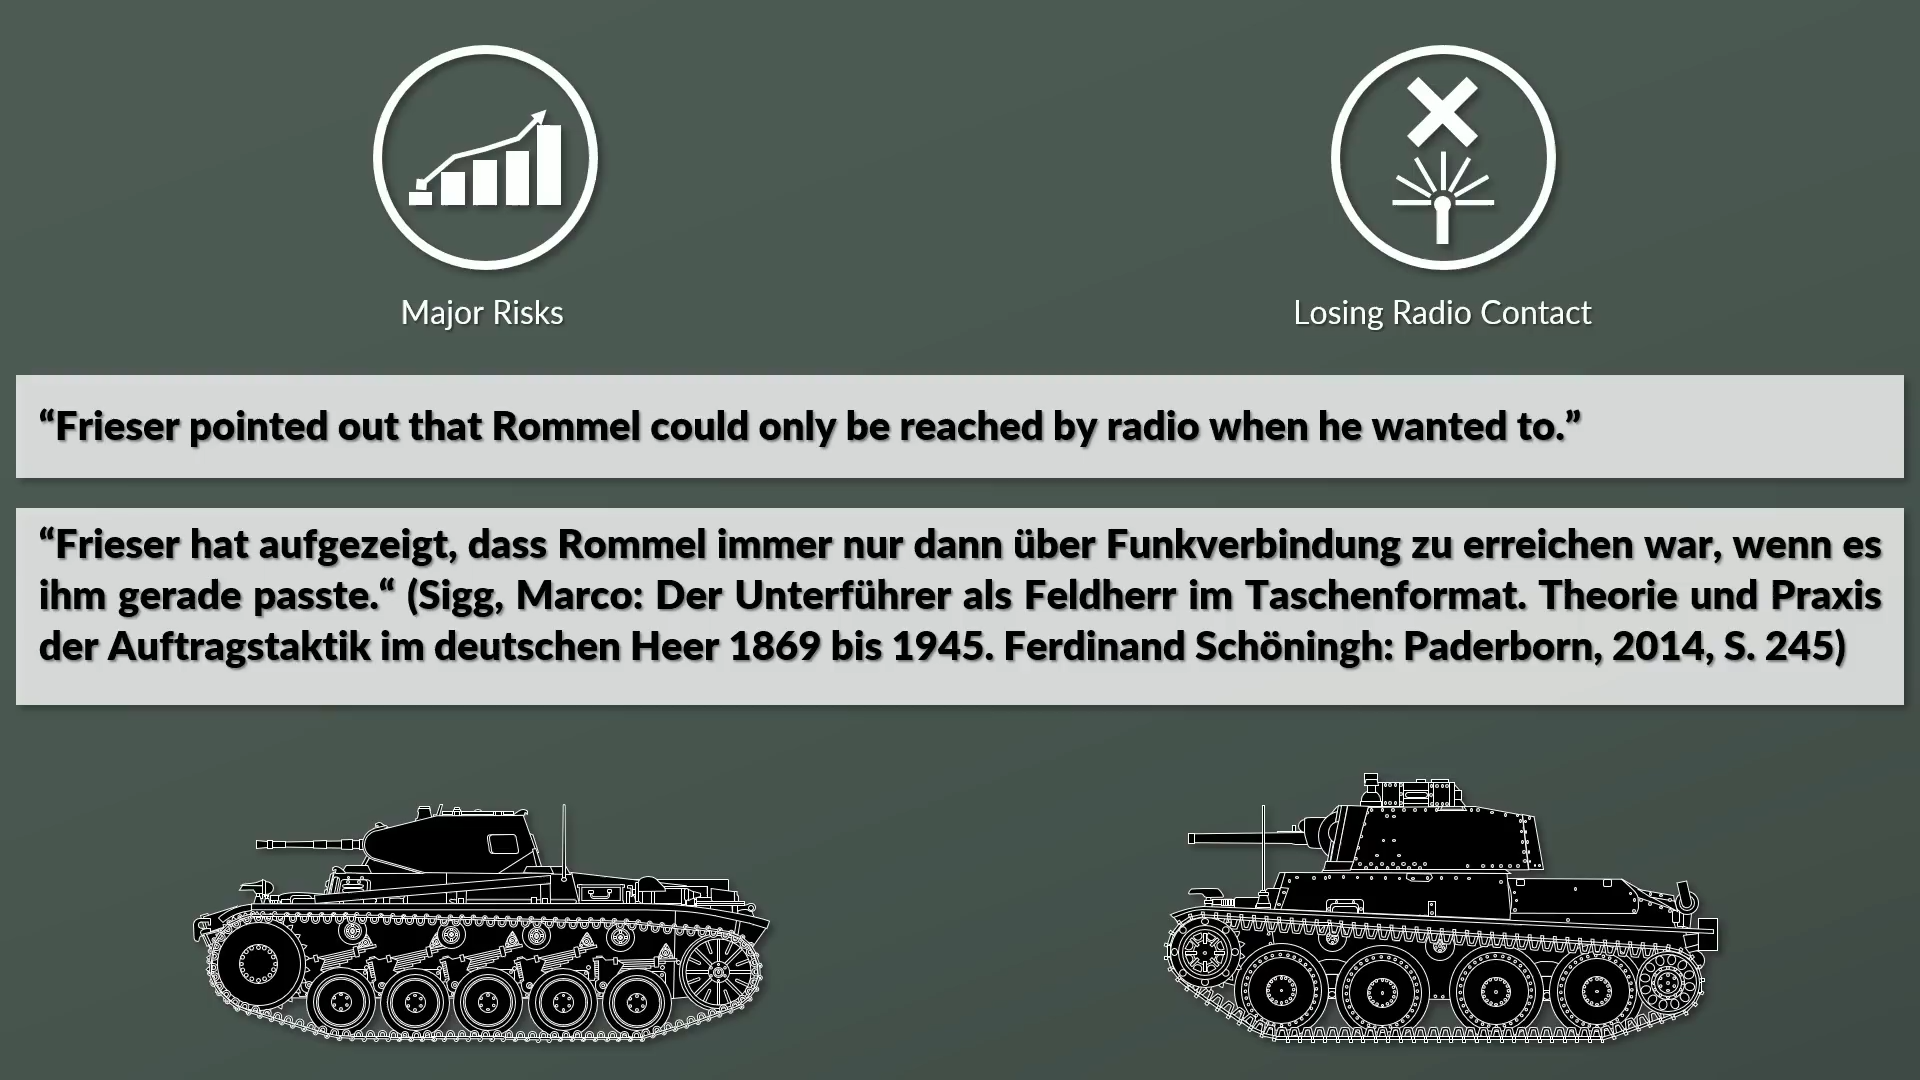 Major Risks
Losing Radio Contact
“Frieser pointed out that Rommel could only be reached by radio when he wanted to.”
“Frieser hat aufgezeigt, dass Rommel immer nur dann über Funkverbindung zu erreichen war, wenn es
ihm gerade passte.“ (Sigg, Marco: Der Unterführer als Feldherr im Taschenformat. Theorie und Praxis
der Auftragstaktik im deutschen Heer 1869 bis 1945. Ferdinand Schöningh: Paderborn, 2014, S. 245)